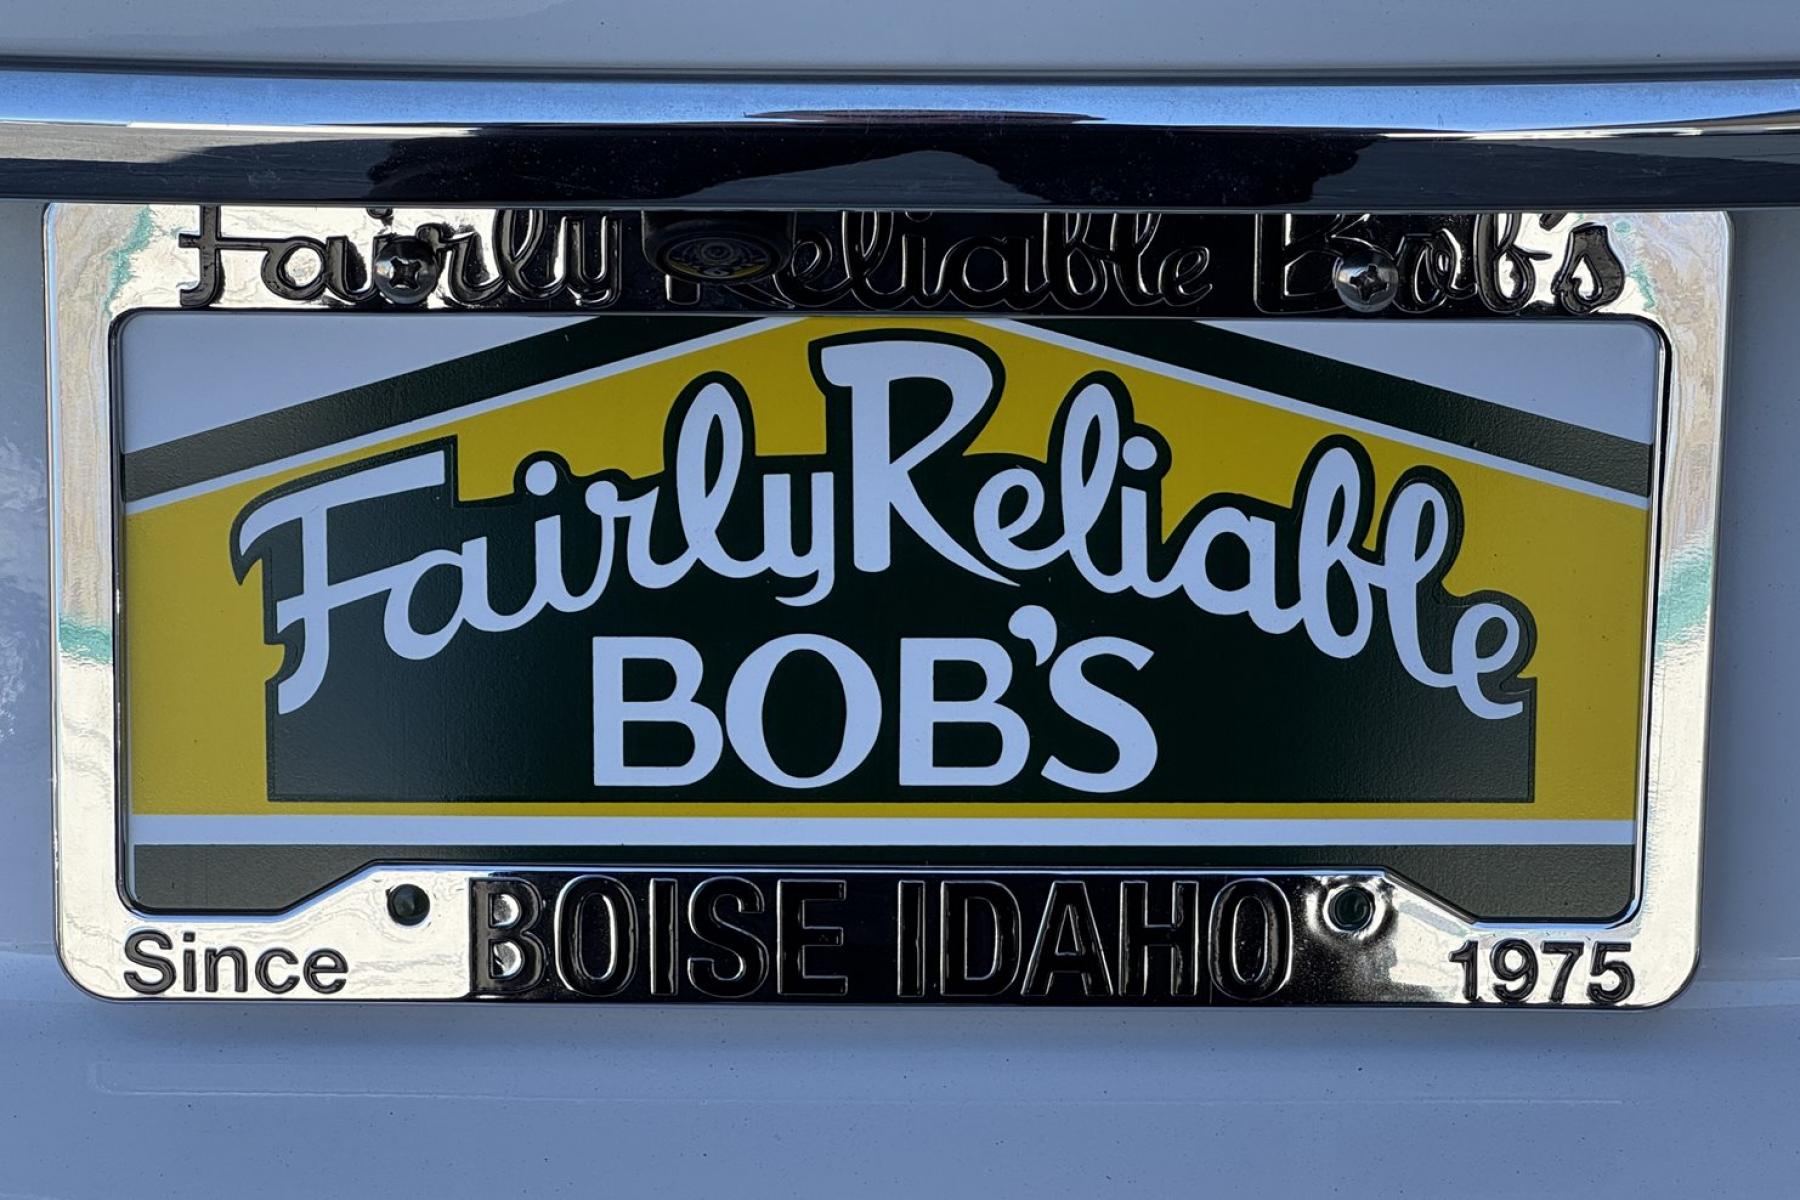 Fairly Reliable Bob's
Fairly Reliable
BOB'S
BOISE IDAHO
Since 1975